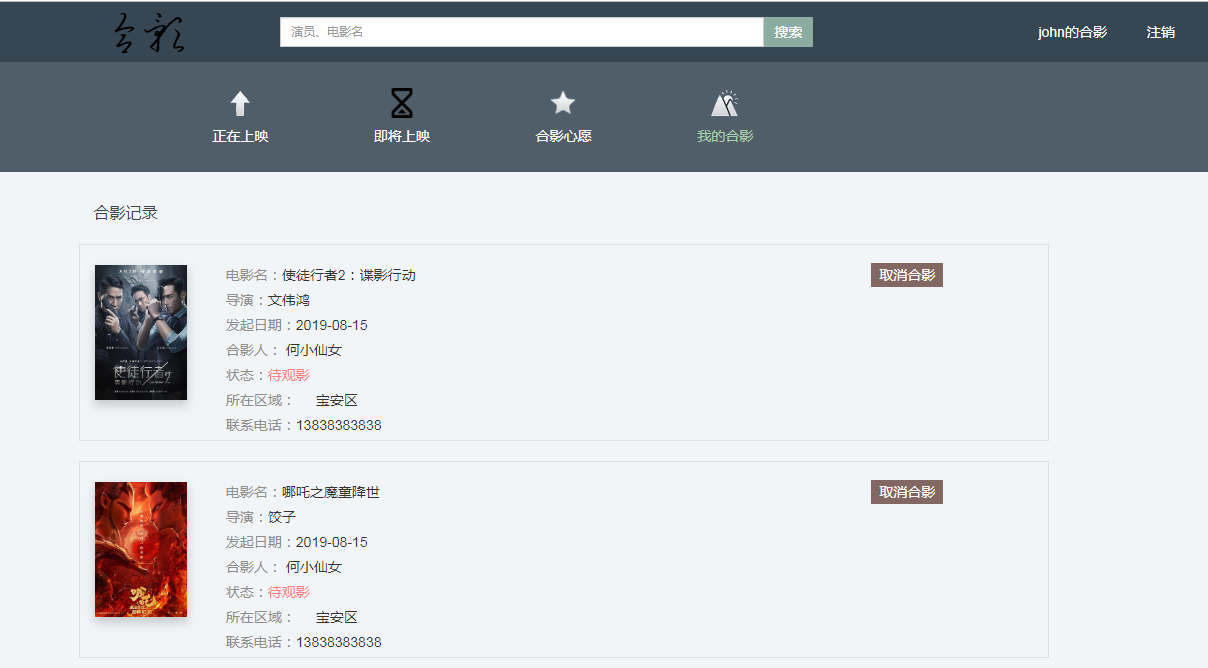 合影
演员、电影名
搜索
john的合影
注销
正在上映
即将上映
合影心愿
我的合影
合影记录
电影名：使徒行者2：谍影行动
取消合影
导演：文伟鸿
发起日期：2019-08-15
合影人： 何小仙女
状态：待观影
所在区域： 宝安区
联系电话：13838383838
使徒行者
电影名：哪吒之魔童降世
取消合影
导演：饺子
发起日期：2019-08-15
合影人： 何小仙女
状态：待观影
所在区域： 宝安区
联系电话：13838383838